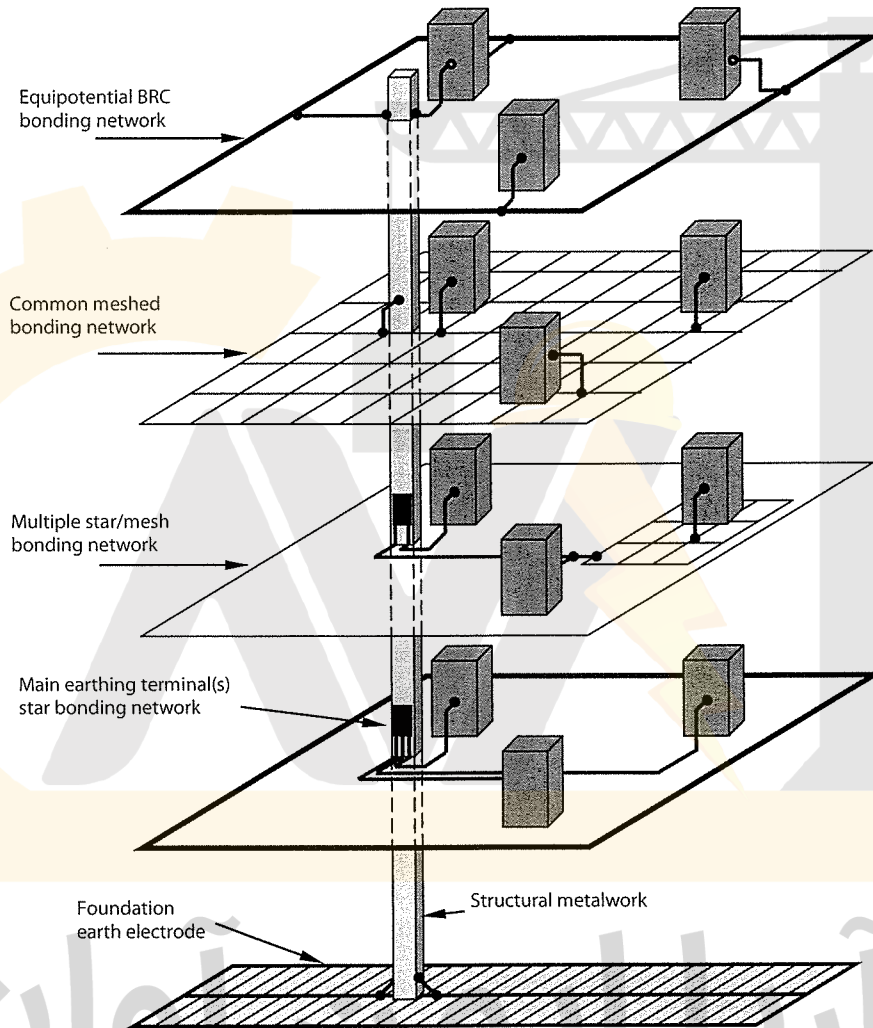 Equipotential BRC
bonding network
Common meshed
bonding network
Multiple star/mesh
bonding network
Main earthing terminal(s)
star bonding network
Structural metalwork
Foundation
earth electrode